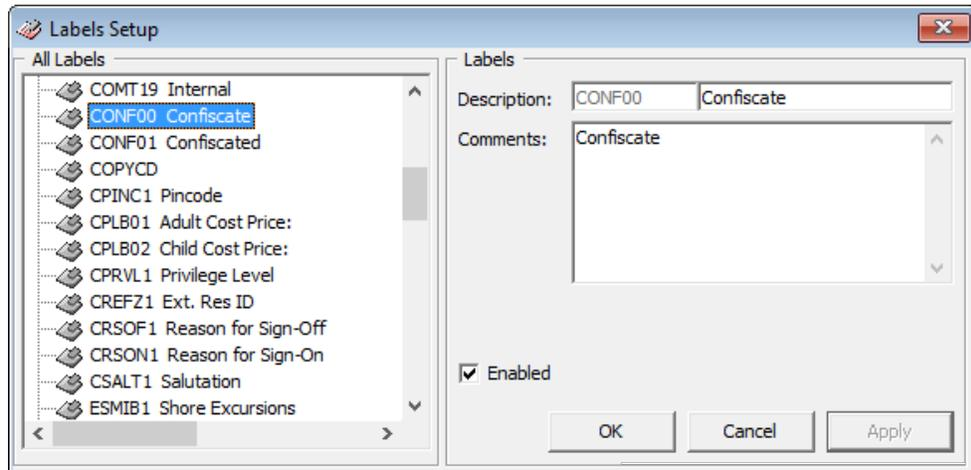 Labels Setup
All Labels
COMT19 Internal
CONF00 Confiscate
CONF01 Confiscated
COPYCD
CPINC1 Pincode
CPLB01 Adult Cost Price:
CPLB02 Child Cost Price:
CPRVL1 Privilege Level
CREFZ1 Ext. Res ID
CRSOF1 Reason for Sign-Off
CRSON1 Reason for Sign-On
CSALT1 Salutation
ESMIB1 Shore Excursions
Labels
Description: CONF00 Confiscate
Comments: Confiscate
Enabled
OK Cancel Apply